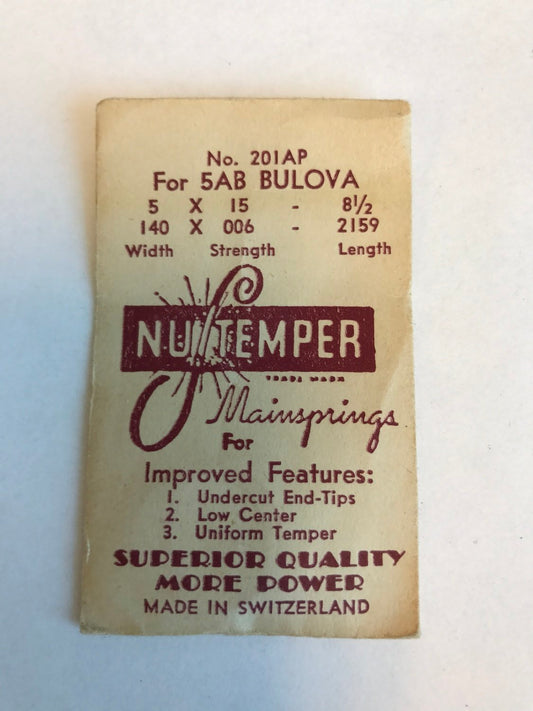 No. 201AP
For 5AB BULOVA
5 X 15 - 8½
140 X 006 - 2159
Width Strength Length
NU-TEMPER
TRADE MARK
Mainsprings
For
Improved Features:
1. Undercut End-Tips
2. Low Center
3. Uniform Temper
SUPERIOR QUALITY
MORE POWER
MADE IN SWITZERLAND